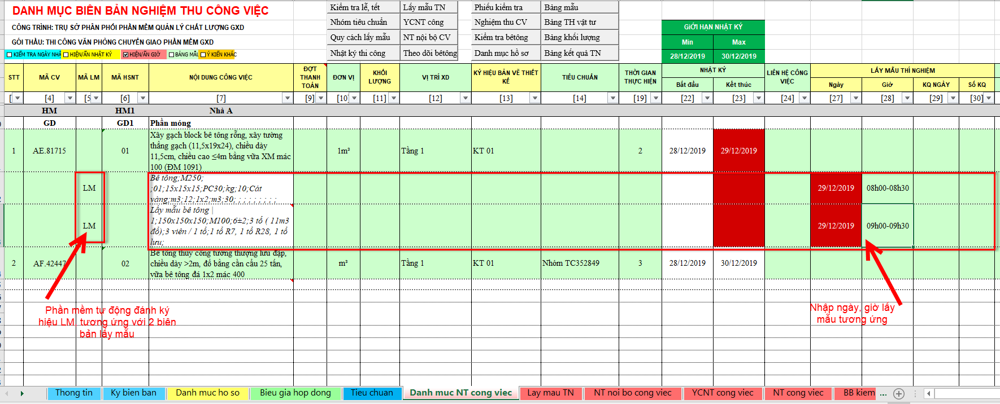 DANH MỤC BIÊN BẢN NGHIỆM THU CÔNG VIỆC
CÔNG TRÌNH: TRỤ SỞ PHÂN PHỐI PHẦN MỀM QUẢN LÝ CHẤT LƯỢNG GXD
GÓI THẦU: THI CÔNG VĂN PHÒNG CHUYỂN GIAO PHẦN MỀM GXD
KIỂM TRA NGÀY NHẬ HIỆN/ẨN NHẬT KÝ HIỆN/ẨN GIỜ BẢNG MẪU Ý KIẾN KHÁC
Kiểm tra lễ, tết Lấy mẫu TN Phiếu kiểm tra Bảng mẫu
Nhóm tiêu chuẩn YCNT công Nghiệm thu CV Bảng TH vật tư
Quy cách lấy mẫu NT nội bộ CV Kiểm tra bêtông Bảng khối lượng
Nhật ký thi công Theo dõi bêtông Danh mục hồ sơ Bảng kết quả TN
GIỚI HẠN NHẬT KÝ
Min Max
28/12/2019 30/12/2019
STT MÃ CV MÃ LM MÃ HSNT NỘI DUNG CÔNG VIỆC ĐỢT THANH TOÁN ĐƠN VỊ KHỐI LƯỢNG VỊ TRÍ XD KÝ HIỆU BẢN VẼ THIẾT KẾ TIÊU CHUẨN THỜI GIAN THỰC HIỆN NHẬT KÝ LIÊN HỆ CÔNG VIỆC LẤY MẪU THÍ NGHIỆM
Bắt đầu Kết thúc Ngày Giờ KQ NGÀY Số KQ
[ [4] [5 [6] [7] [9] [10] [11] [12] [13] [14] [19] [22] [23] [24] [27] [28] [29] [30]
HM HM1 Nhà A
GD GD1 Phần móng
1 AE.81715 01
Xây gạch block bê tông rỗng, xây tường
thẳng gạch (11,5x19x24), chiều dày
11,5cm, chiều cao ≤4m bằng vữa XM mác
100 (ĐM 1091)
1m³ Tầng 1 KT 01 2 28/12/2019 29/12/2019
LM
Bê tông;M250;
;01;15x15x15;PC30;kg;10;Cát
vàng;m3;12;1x2;m3;30; ; ; ; ; ; ; ; ;
29/12/2019 08h00-08h30
LM
Lấy mẫu bê tông |
1;150x150x150;M100;6±2;3 tổ ( 11m3
đổ);3 viên / 1 tổ;1 tổ R7, 1 tổ R28, 1 tổ
lưu;
29/12/2019 09h00-09h30
2 AF.42447 02
Bê tông thủy công tường thượng lưu đập,
chiều dày >2m, đổ bằng cần cẩu 25 tấn,
vữa bê tông đá 1x2 mác 400
m³ Tầng 1 KT 01 Nhóm TC352849 3 28/12/2019 30/12/2019
Phần mềm tự động đánh ký
hiệu LM, tương ứng với 2 biên
bản lấy mẫu
Nhập ngày, giờ lấy
mẫu tương ứng
Thong tin Ky bien ban Danh muc ho so Bieu gia hop dong Tieu chuan Danh muc NT cong viec Lay mau TN NT noi bo cong viec YCNT cong viec NT cong viec BB kiem ...